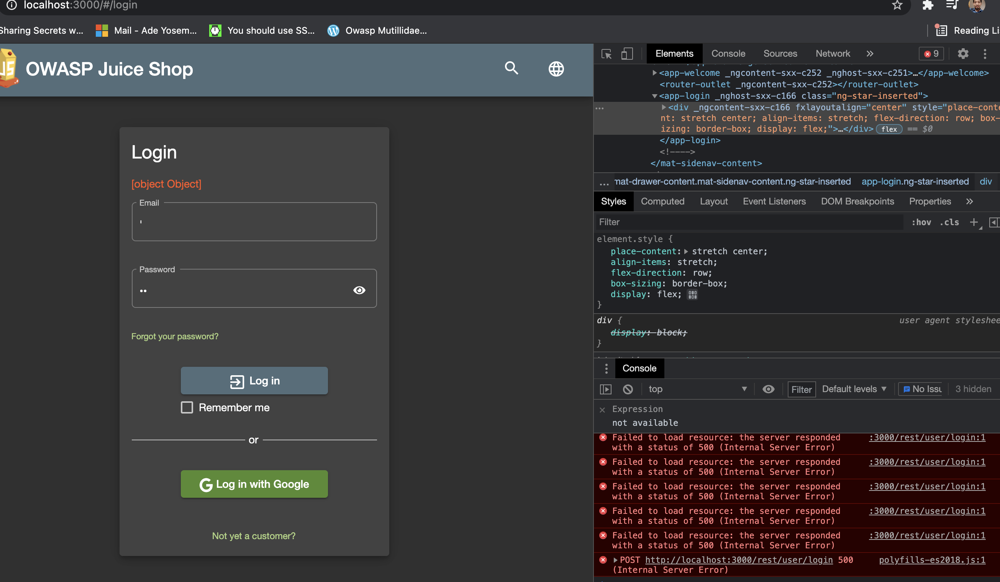 localhost:3000/#/login
Sharing Secrets w...
Mail - Ade Yosem...
You should use SS...
Owasp Mutillidae...
Reading Li
OWASP Juice Shop
Login
[object Object]
Email
'
Password
••
Forgot your password?
Log in
Remember me
or
Log in with Google
Not yet a customer?
Elements Console Sources Network » 9
<app-welcome _ngcontent-sxx-c252 _nghost-sxx-c251>…</app-welcome>
<router-outlet _ngcontent-sxx-c252></router-outlet>
<app-login _nghost-sxx-c166 class="ng-star-inserted">
<div _ngcontent-sxx-c166 fxlayoutalign="center" style="place-conte
nt: stretch center; align-items: stretch; flex-direction: row; box-
izing: border-box; display: flex;">…</div> flex == $0
</app-login>
<!---->
</mat-sidenav-content>
... mat-drawer-content.mat-sidenav-content.ng-star-inserted app-login.ng-star-inserted div
Styles Computed Layout Event Listeners DOM Breakpoints Properties »
Filter :hov .cls +
element.style {
place-content: stretch center;
align-items: stretch;
flex-direction: row;
box-sizing: border-box;
display: flex;
}
div { user agent styleshee
display: block;
}
Console
top Filter Default levels No Issu 3 hidden
Expression
not available
Failed to load resource: the server responded :3000/rest/user/login:1
with a status of 500 (Internal Server Error)
Failed to load resource: the server responded :3000/rest/user/login:1
with a status of 500 (Internal Server Error)
Failed to load resource: the server responded :3000/rest/user/login:1
with a status of 500 (Internal Server Error)
Failed to load resource: the server responded :3000/rest/user/login:1
with a status of 500 (Internal Server Error)
Failed to load resource: the server responded :3000/rest/user/login:1
with a status of 500 (Internal Server Error)
POST http://localhost:3000/rest/user/login 500 polyfills-es2018.js:1
(Internal Server Error)